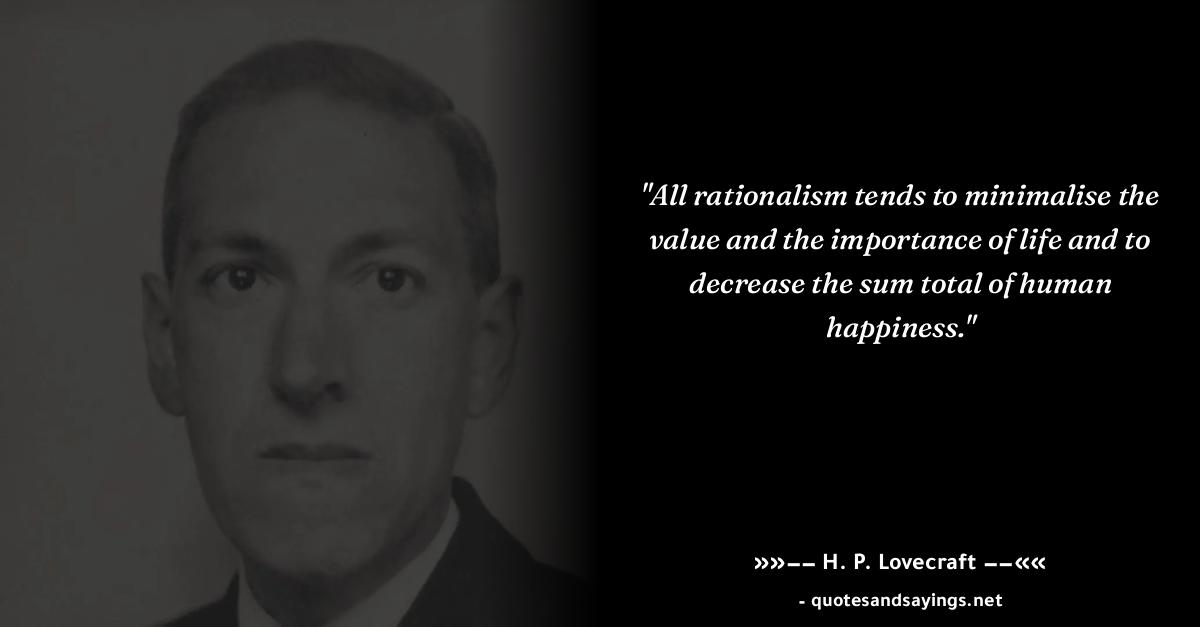 "All rationalism tends to minimalise the
value and the importance of life and to
decrease the sum total of human
happiness."
»»–– H. P. Lovecraft ––««
- quotesandsayings.net